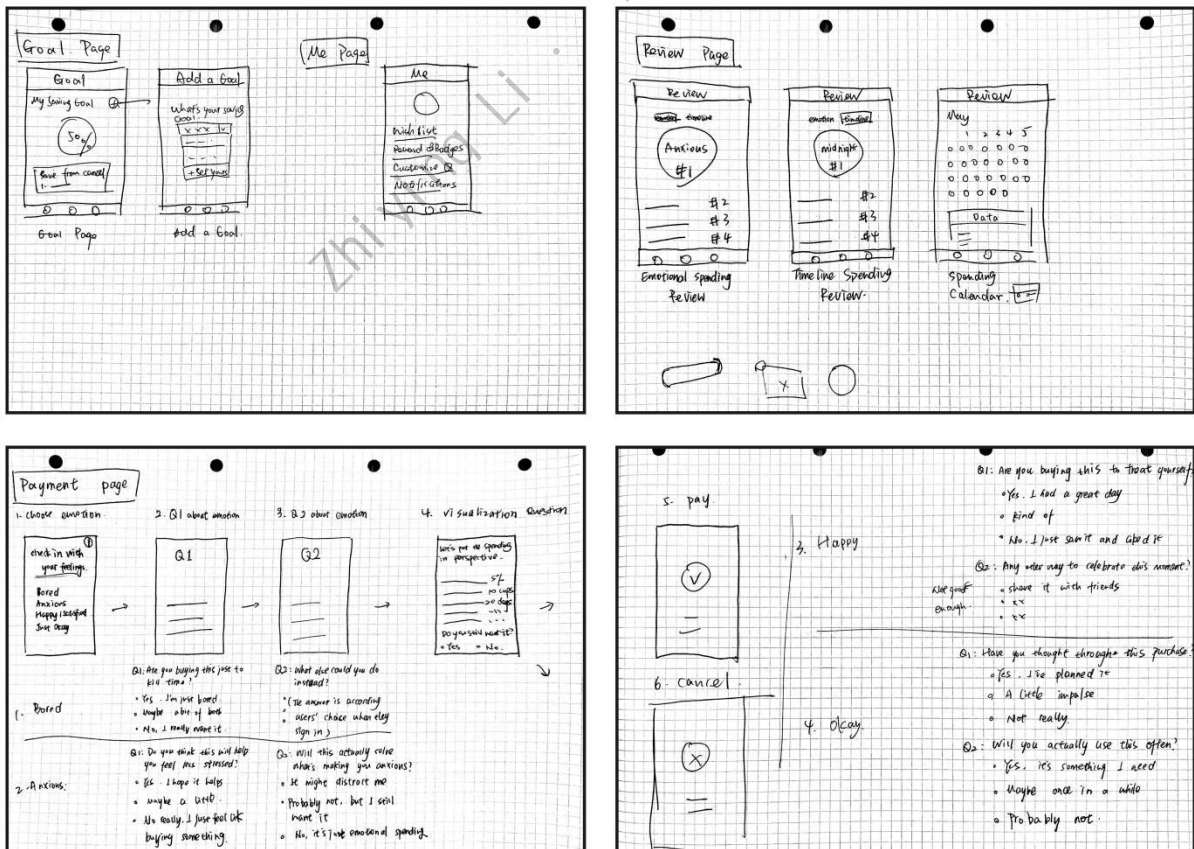 Goal Page
Goal
My Saving Goal
50%
Save from cancel
Goal Page
Add a Goal
What's your saving
Goal.
x x x
+ Set yours
Add a Goal.
Me Page
Me
Wish list
Reward & Badges
Customize Q
Notifications
Zhiying Li
Review Page
Review
timeline
Anxious
#1
#2
#3
#4
Emotional Spending
Review
Review
emotion timeline
midnight
#1
#2
#3
#4
Timeline Spending
Review.
Review
May
1 2 3 4 5
Data
Spending
Calendar.
x
Payment page
1. choose emotion.
check in with
your feelings.
Bored
Anxious
Happy/satisfied
Just Okay
2. Q1 about emotion
Q1
3. Q2 about emotion
Q2
4. visualization Question
Let's put the spending
in perspective.
5%
10 cups
20 days
Do you still want it?
Yes No.
1. Bored
Q1: Are you buying this just to
kill time?
Yes. I'm just bored.
Maybe a bit of both
No, I really want it.
Q2: What else could you do
instead?
(The answer is according
users' choice when they
sign in)
2. Anxious:
Q1: Do you think this will help
you feel less stressed?
Yes. I hope it helps
Maybe a little.
No really. I just feel like
buying something.
Q2: Will this actually solve
what's making you anxious?
It might distract me
Probably not, but I still
want it
No, it's just emotional spending
5. pay
6. cancel.
3. Happy
Q1: Are you buying this to treat yourself?
Yes. I had a great day
kind of
No. I just saw it and liked it
Q2: Any other way to celebrate this moment?
Not good
enough.
share it with friends
xx
xx
4. Okay.
Q1: Have you thought through this purchase?
Yes. I've planned it
A little impulse
Not really.
Q2: Will you actually use this often?
Yes. it's something I need
Maybe once in a while
Probably not.